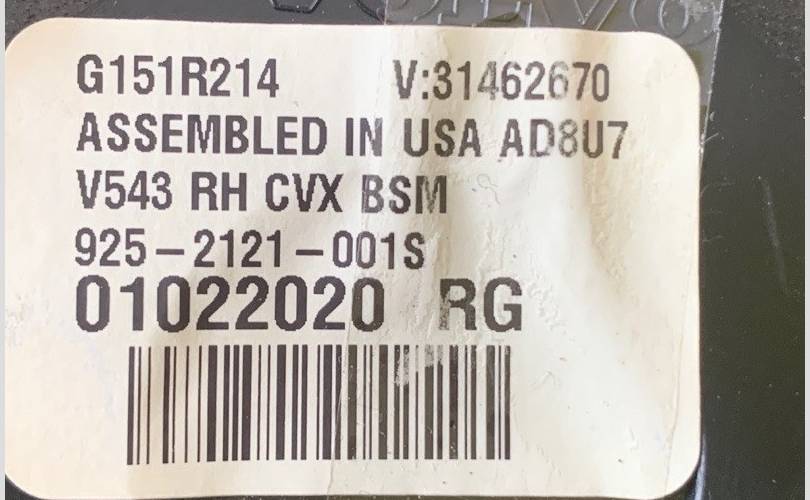 G151R214 V:31462670
ASSEMBLED IN USA AD8U7
V543 RH CVX BSM
925-2121-001S
01022020 RG